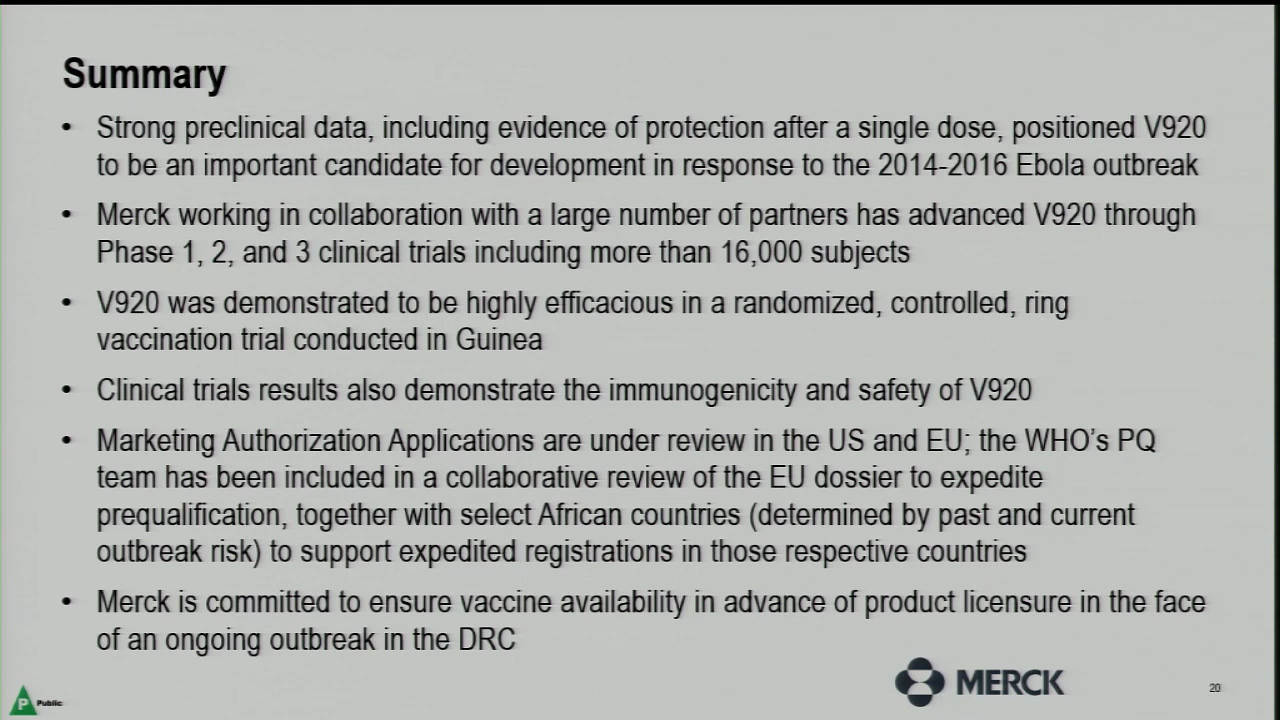 Summary
• Strong preclinical data, including evidence of protection after a single dose, positioned V920
to be an important candidate for development in response to the 2014-2016 Ebola outbreak
• Merck working in collaboration with a large number of partners has advanced V920 through
Phase 1, 2, and 3 clinical trials including more than 16,000 subjects
• V920 was demonstrated to be highly efficacious in a randomized, controlled, ring
vaccination trial conducted in Guinea
• Clinical trials results also demonstrate the immunogenicity and safety of V920
• Marketing Authorization Applications are under review in the US and EU; the WHO's PQ
team has been included in a collaborative review of the EU dossier to expedite
prequalification, together with select African countries (determined by past and current
outbreak risk) to support expedited registrations in those respective countries
• Merck is committed to ensure vaccine availability in advance of product licensure in the face
of an ongoing outbreak in the DRC
P Public
MERCK
20